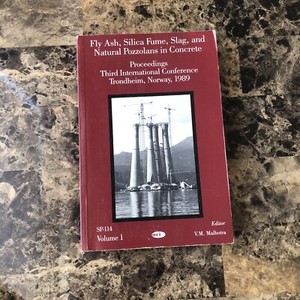 Fly Ash, Silica Fume, Slag, and
Natural Pozzolans in Concrete
Proceedings
Third International Conference
Trondheim, Norway, 1989
SP-114
Volume 1
Editor
V.M. Malhotra